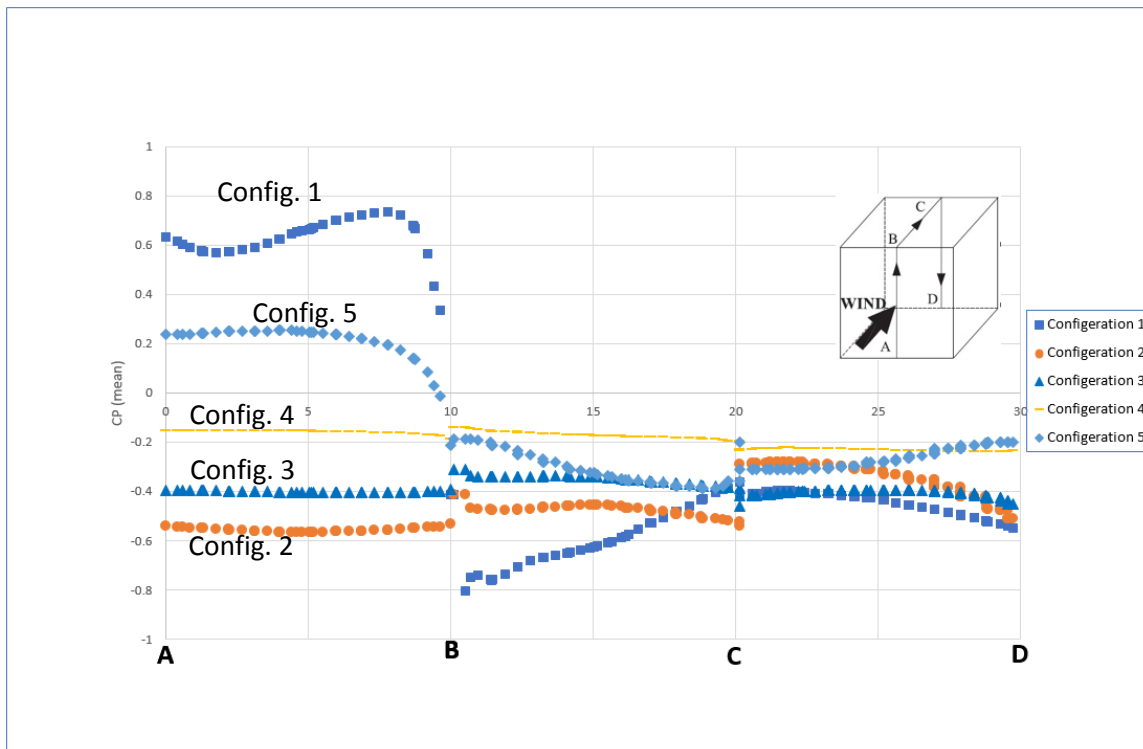 1
0.8
Config. 1
0.6
C
B
0.4
Config. 5
WIND
D
A
0.2
Configeration 1
Configeration 2
Configeration 3
Configeration 4
Configeration 5
CP (mean)
0
0 5 10 15 20 25 30
Config. 4
-0.2
Config. 3
-0.4
-0.6
Config. 2
-0.8
-1
A B C D